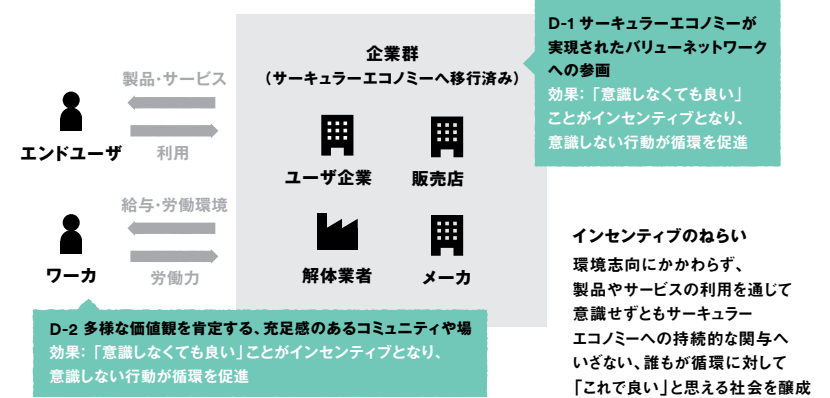 D-1 サーキュラーエコノミーが
実現されたバリューネットワーク
への参画
効果：「意識しなくても良い」
ことがインセンティブとなり、
意識しない行動が循環を促進
企業群
（サーキュラーエコノミーへ移行済み）
製品・サービス
エンドユーザ
利用
ユーザ企業
販売店
給与・労働環境
ワーカ
労働力
解体業者
メーカ
D-2 多様な価値観を肯定する、充足感のあるコミュニティや場
効果：「意識しなくても良い」ことがインセンティブとなり、
意識しない行動が循環を促進
インセンティブのねらい
環境志向にかかわらず、
製品やサービスの利用を通じて
意識せずともサーキュラー
エコノミーへの持続的な関与へ
いざない、誰もが循環に対して
「これで良い」と思える社会を醸成